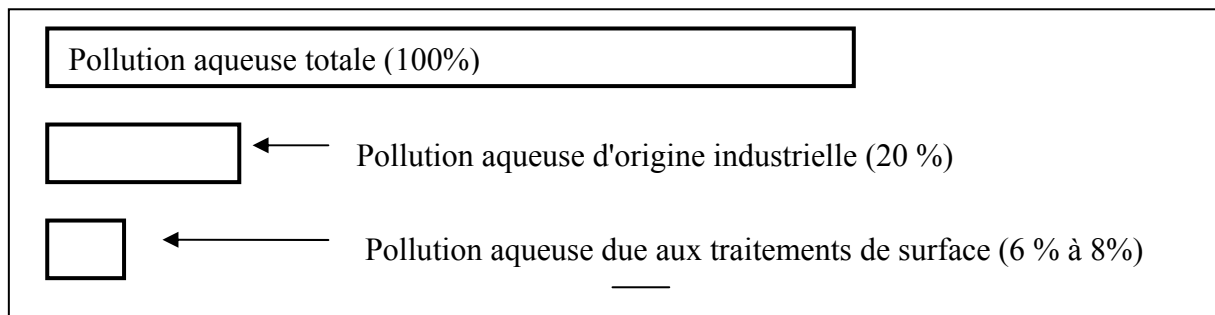 Pollution aqueuse totale (100%)
Pollution aqueuse d'origine industrielle (20 %)
Pollution aqueuse due aux traitements de surface (6 % à 8%)